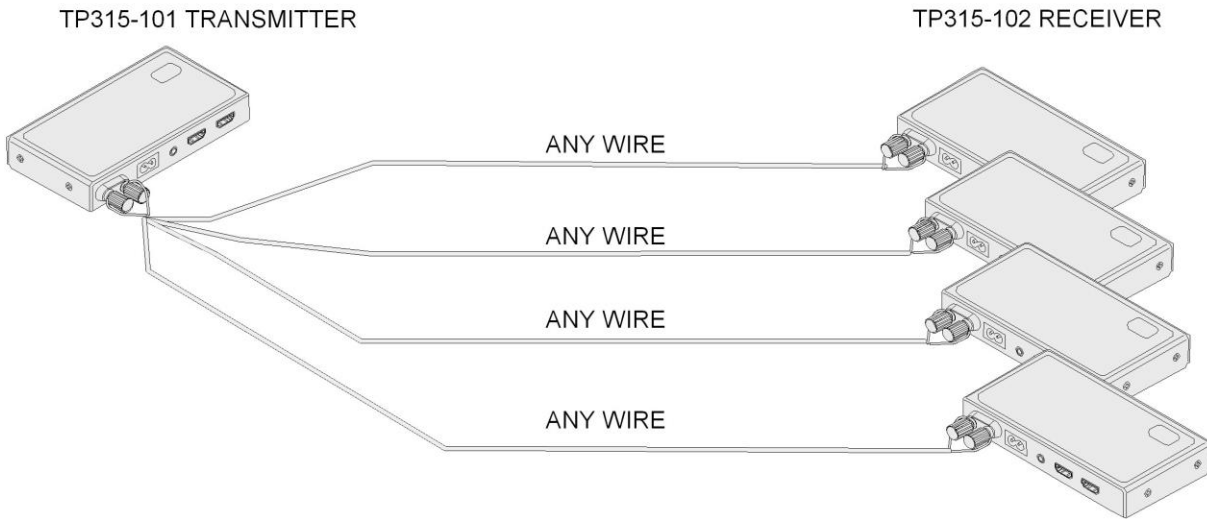 TP315-101 TRANSMITTER
TP315-102 RECEIVER
ANY WIRE
ANY WIRE
ANY WIRE
ANY WIRE